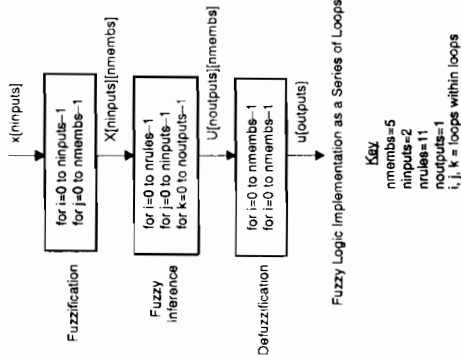 x[ninputs]
Fuzzification
for i=0 to ninputs–1
for j=0 to nmembs–1
X[ninputs][nmembs]
Fuzzy
Inference
for i=0 to nrules–1
for j=0 to ninputs–1
for k=0 to noutputs–1
U[noutputs][nmembs]
Defuzzification
for i=0 to nmembs–1
for i=0 to nmembs–1
u[outputs]
Fuzzy Logic Implementation as a Series of Loops
Key
nmembs=5
ninputs=2
nrules=11
noutputs=1
i, j, k = loops within loops